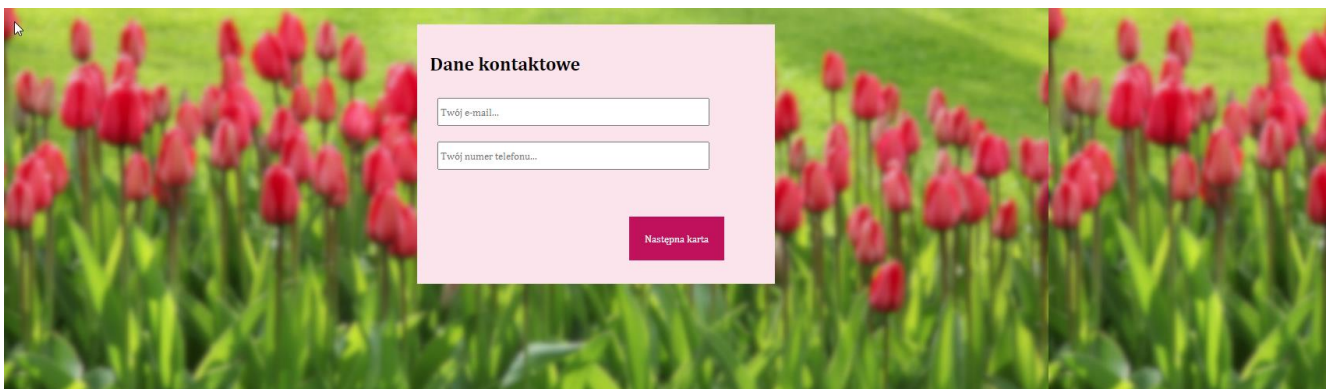 Dane kontaktowe
Twój e-mail...
Twój numer telefonu...
Następna karta